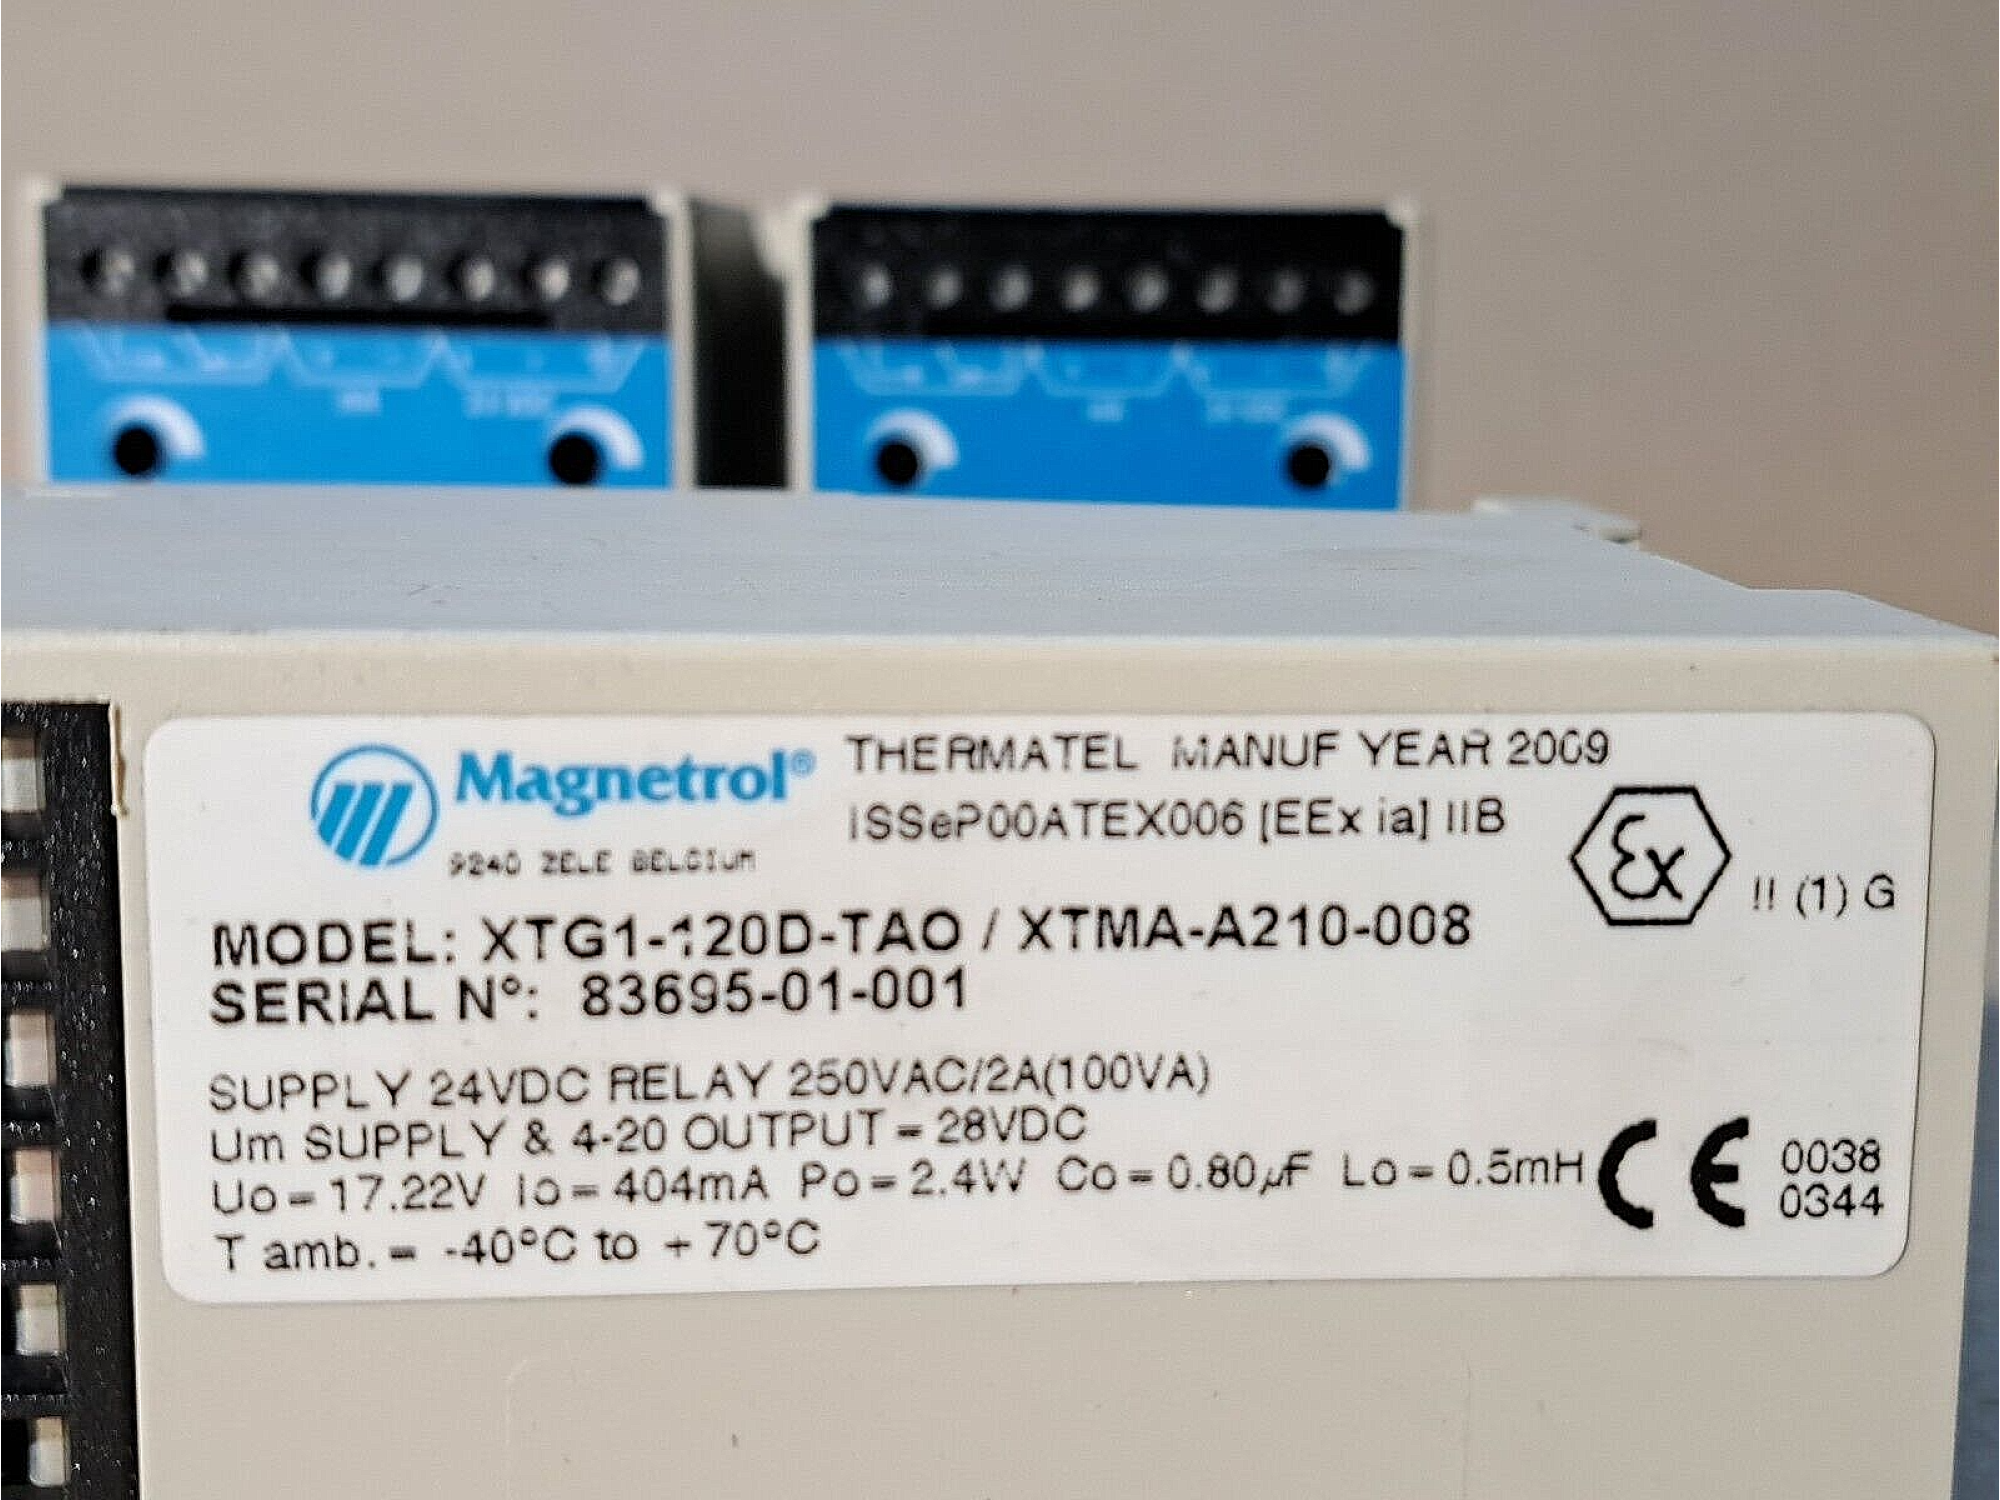 Magnetrol®
9240 ZELE BELGIUM
THERMATEL MANUF YEAR 2009
ISSeP00ATEX006 [EEx ia] IIB
Ex
II (1) G
MODEL: XTG1-120D-TAO / XTMA-A210-008
SERIAL N°: 83695-01-001
SUPPLY 24VDC RELAY 250VAC/2A(100VA)
Um SUPPLY & 4-20 OUTPUT = 28VDC
Uo = 17.22V Io = 404mA Po = 2.4W Co = 0.80µF Lo = 0.5mH
T amb. = -40°C to +70°C
CE 0038
0344